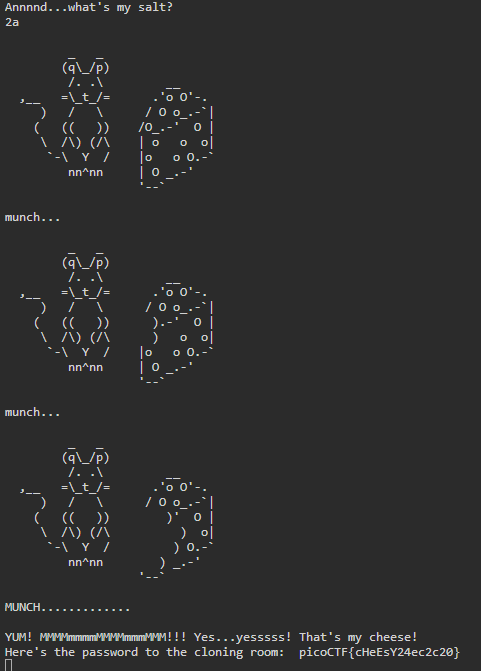 Annnnd...what's my salt?
2a
            _   _
           (q\_/p)
            /. .\         __
     ,__   =\_t_/=      .'o O'-.
        )   /   \      / O o_.-`|
       (   ((   ))    /O_.-'  O |
        \  /\) (/\    | o   o  o|
         `-\  Y  /    |o   o O.-`
            nn^nn     | O _.-'
                      '--`
munch...
            _   _
           (q\_/p)
            /. .\         __
     ,__   =\_t_/=      .'o O'-.
        )   /   \      / O o_.-`|
       (   ((   ))      ).-'  O |
        \  /\) (/\      )   o  o|
         `-\  Y  /    |o   o O.-`
            nn^nn     | O _.-'
                      '--`
munch...
            _   _
           (q\_/p)
            /. .\         __
     ,__   =\_t_/=      .'o O'-.
        )   /   \      / O o_.-`|
       (   ((   ))        )'  O |
        \  /\) (/\          )  o|
         `-\  Y  /         ) O.-`
            nn^nn        ) _.-'
                      '--`
MUNCH.............
YUM! MMMMmmmmMMMMmmmMMM!!! Yes...yesssss! That's my cheese!
Here's the password to the cloning room:  picoCTF{cHeEsY24ec2c20}